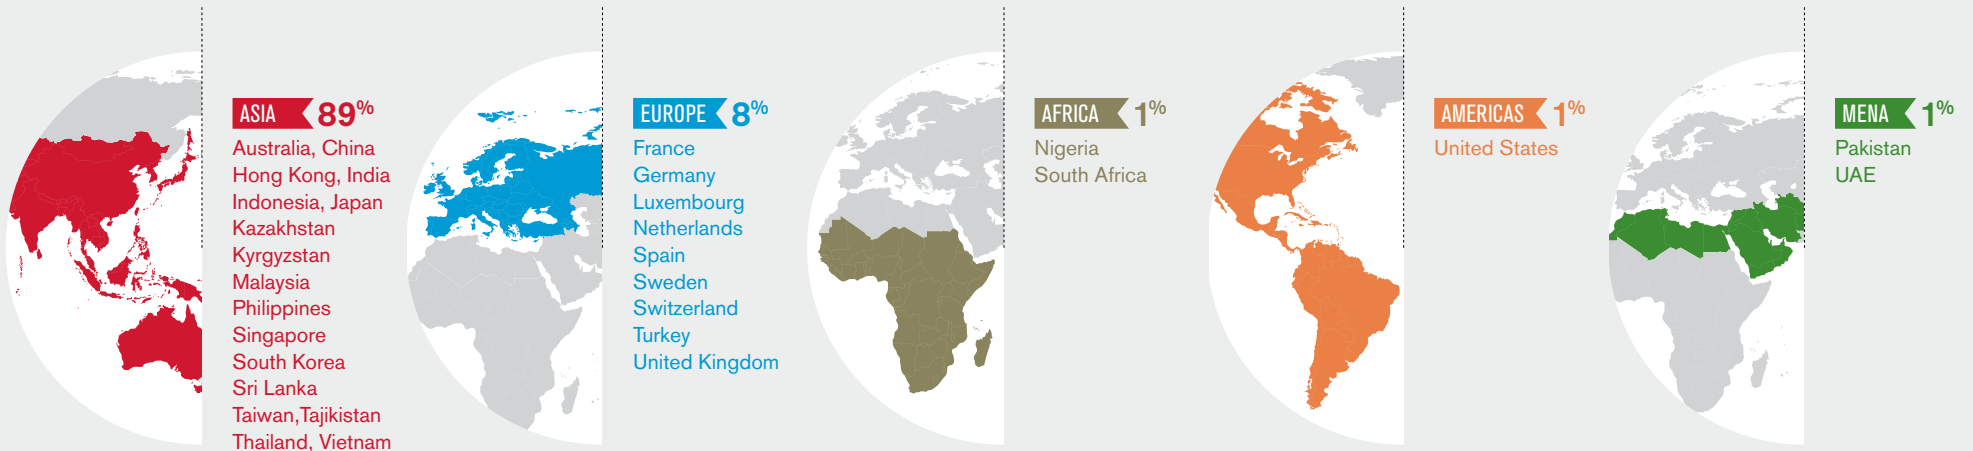 ASIA 89%
Australia, China
Hong Kong, India
Indonesia, Japan
Kazakhstan
Kyrgyzstan
Malaysia
Philippines
Singapore
South Korea
Sri Lanka
Taiwan,Tajikistan
Thailand, Vietnam
EUROPE 8%
France
Germany
Luxembourg
Netherlands
Spain
Sweden
Switzerland
Turkey
United Kingdom
AFRICA 1%
Nigeria
South Africa
AMERICAS 1%
United States
MENA 1%
Pakistan
UAE